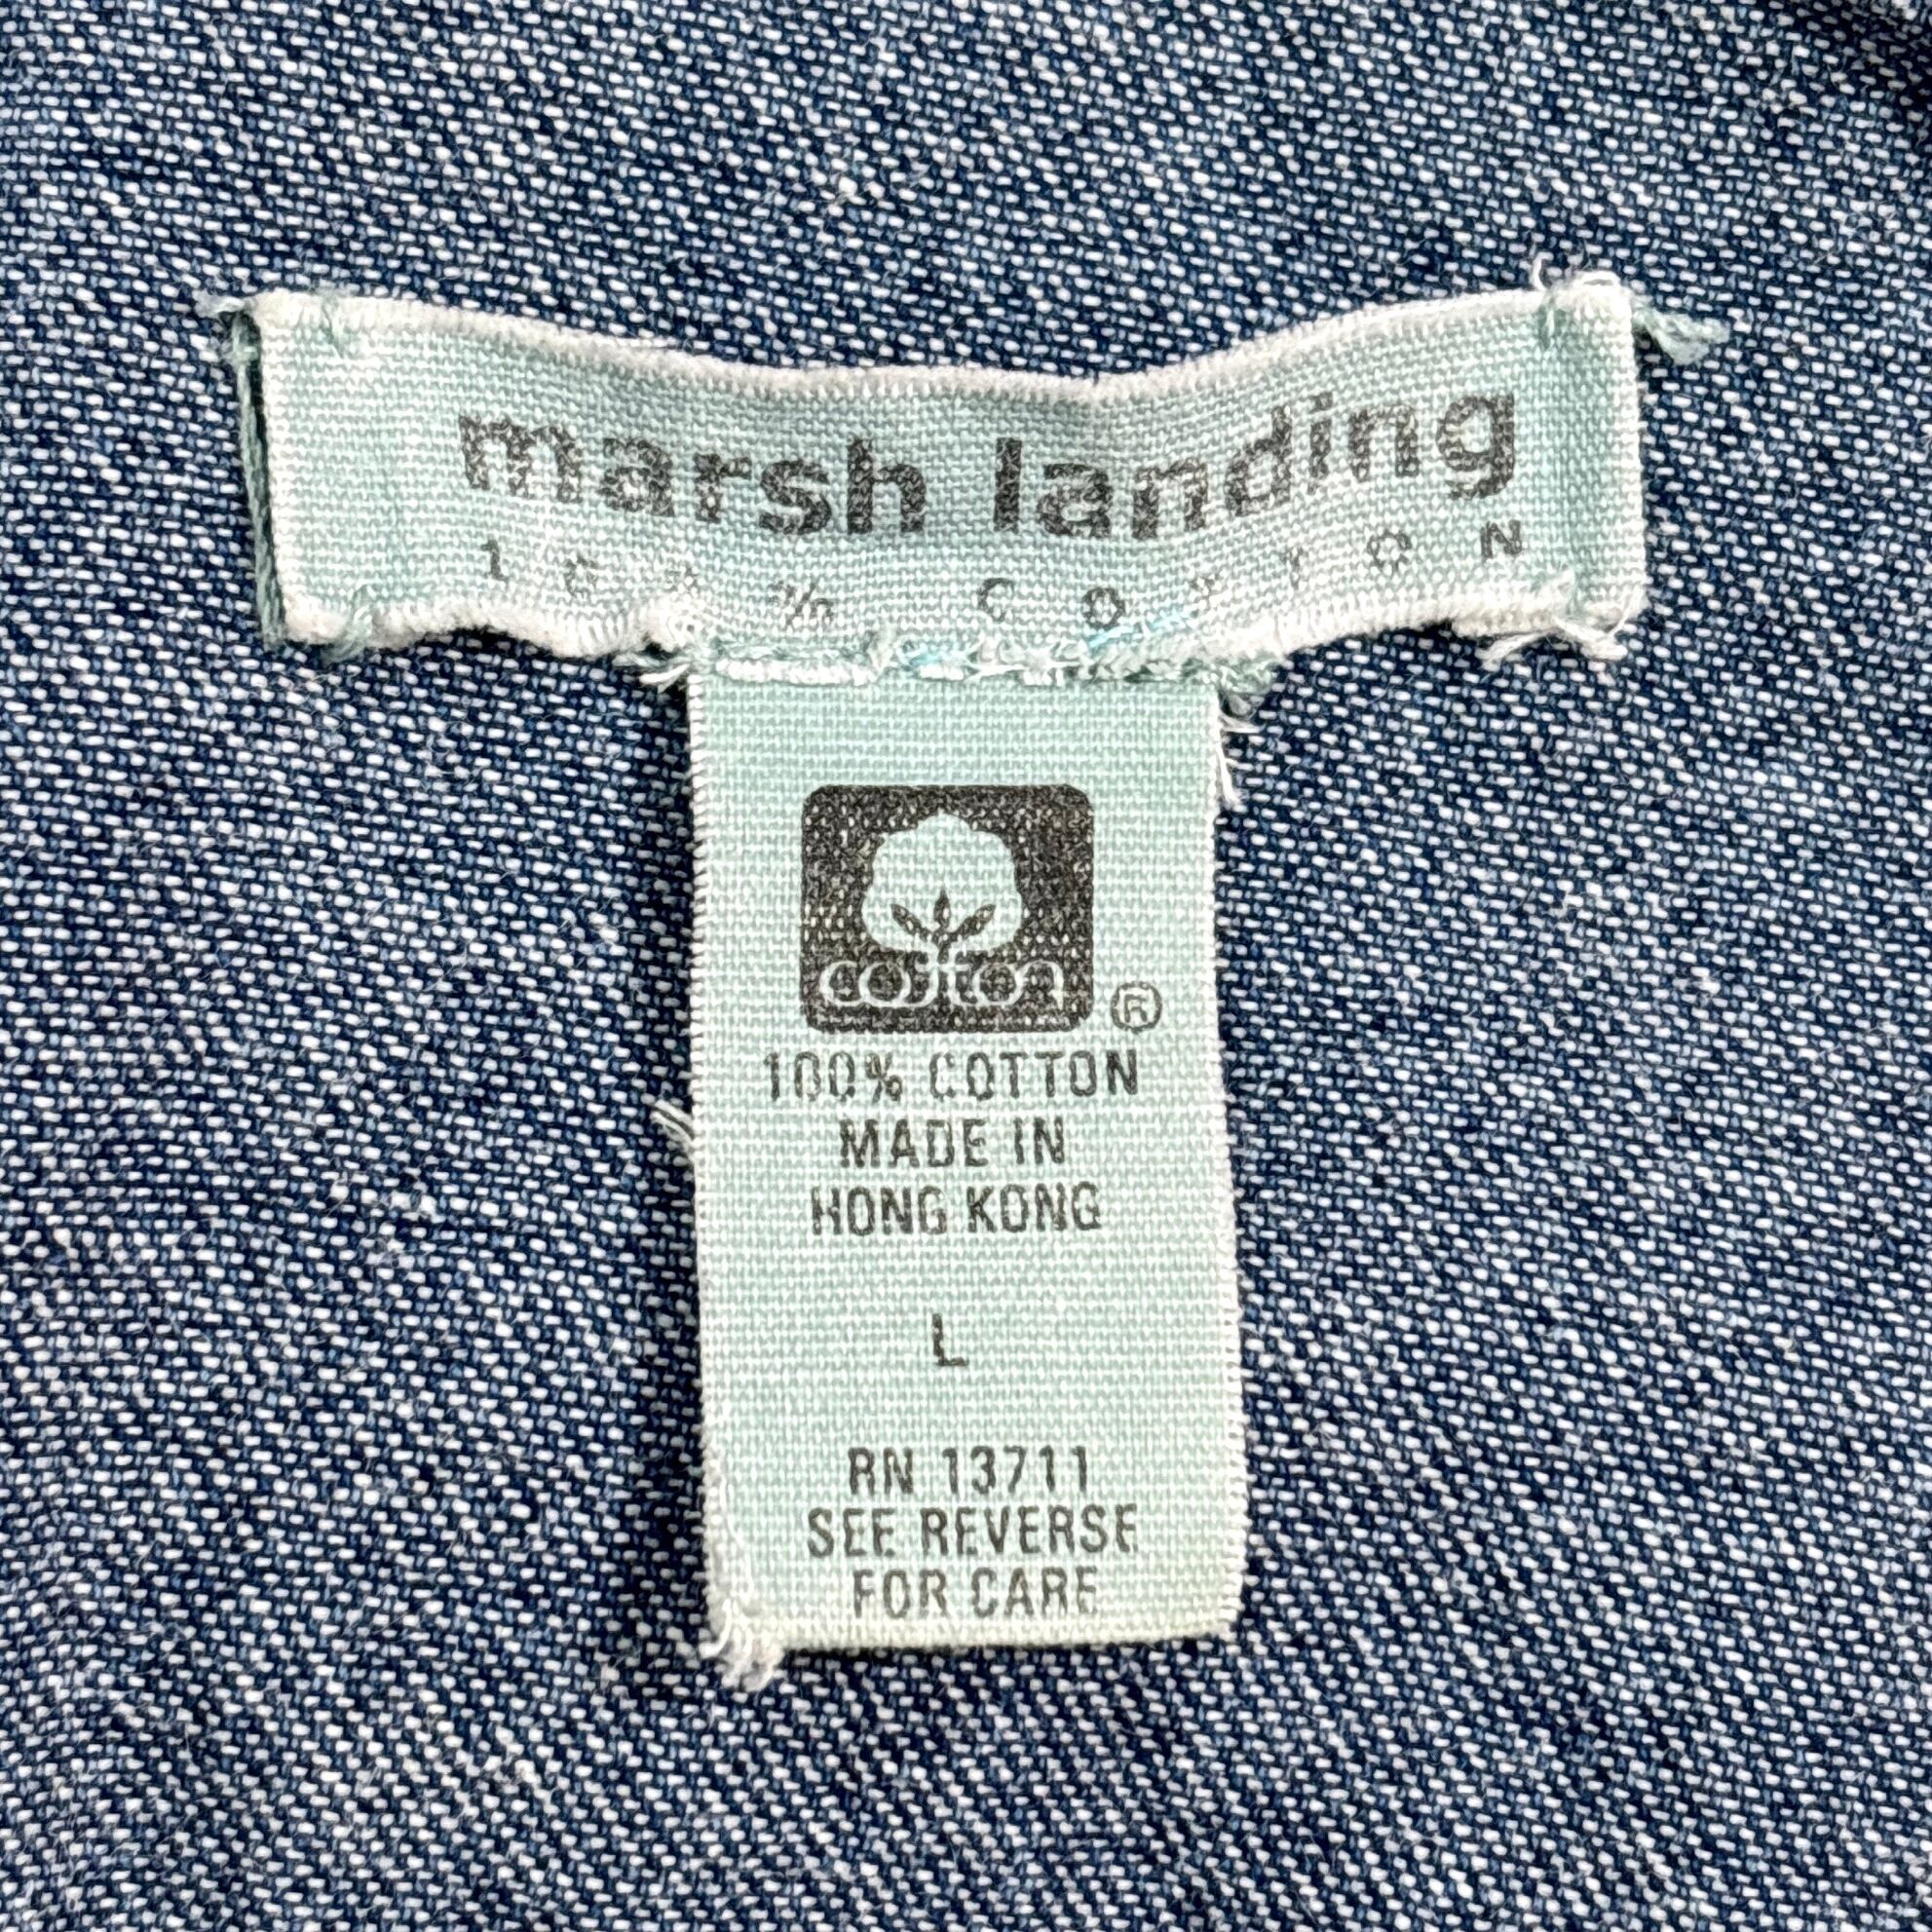 marsh landing
100% COTTON
cotton
®
100% COTTON
MADE IN
HONG KONG
L
RN 13711
SEE REVERSE
FOR CARE